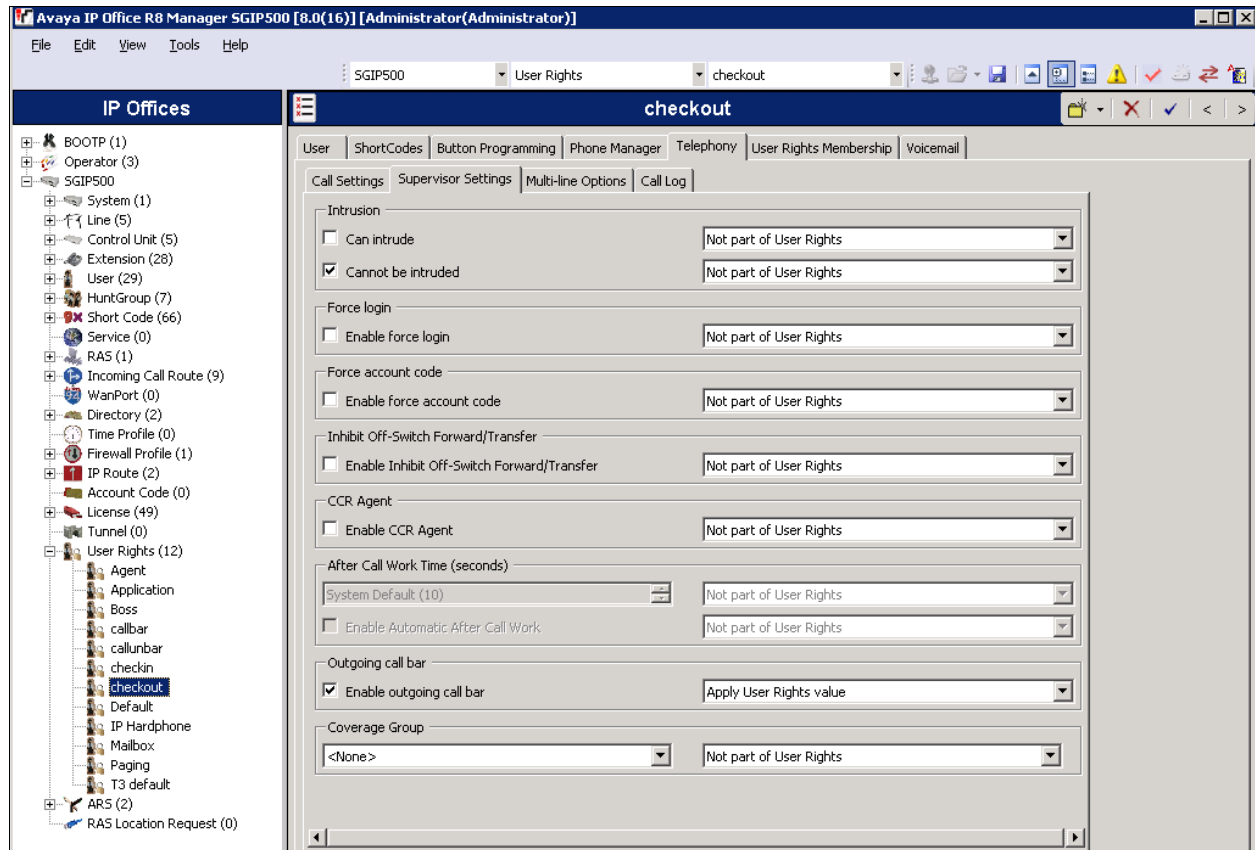 Avaya IP Office R8 Manager SGIP500 [8.0(16)] [Administrator(Administrator)]
File Edit View Tools Help
SGIP500 User Rights checkout
IP Offices
BOOTP (1)
Operator (3)
SGIP500
System (1)
Line (5)
Control Unit (5)
Extension (28)
User (29)
HuntGroup (7)
Short Code (66)
Service (0)
RAS (1)
Incoming Call Route (9)
WanPort (0)
Directory (2)
Time Profile (0)
Firewall Profile (1)
IP Route (2)
Account Code (0)
License (49)
Tunnel (0)
User Rights (12)
Agent
Application
Boss
callbar
callunbar
checkin
checkout
Default
IP Hardphone
Mailbox
Paging
T3 default
ARS (2)
RAS Location Request (0)
checkout
User ShortCodes Button Programming Phone Manager Telephony User Rights Membership Voicemail
Call Settings Supervisor Settings Multi-line Options Call Log
Intrusion
Can intrude Not part of User Rights
Cannot be intruded Not part of User Rights
Force login
Enable force login Not part of User Rights
Force account code
Enable force account code Not part of User Rights
Inhibit Off-Switch Forward/Transfer
Enable Inhibit Off-Switch Forward/Transfer Not part of User Rights
CCR Agent
Enable CCR Agent Not part of User Rights
After Call Work Time (seconds)
System Default (10) Not part of User Rights
Enable Automatic After Call Work Not part of User Rights
Outgoing call bar
Enable outgoing call bar Apply User Rights value
Coverage Group
<None> Not part of User Rights